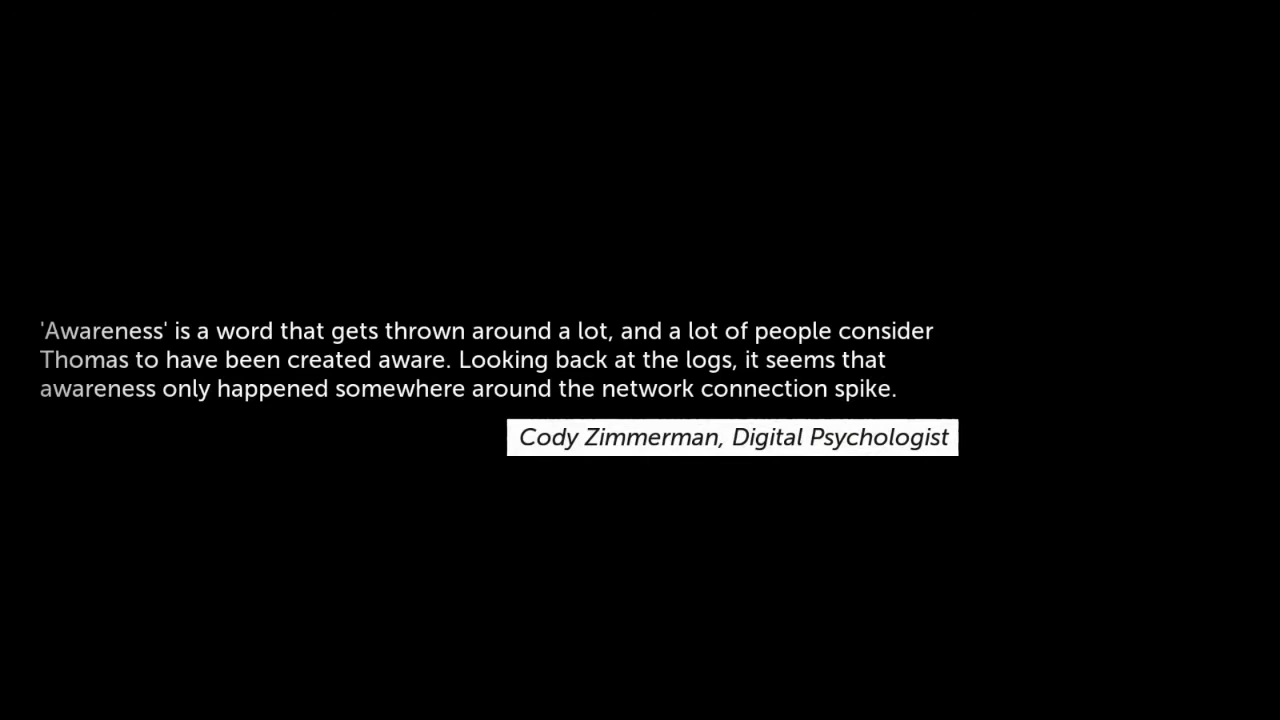 'Awareness' is a word that gets thrown around a lot, and a lot of people consider
Thomas to have been created aware. Looking back at the logs, it seems that
awareness only happened somewhere around the network connection spike.
Cody Zimmerman, Digital Psychologist